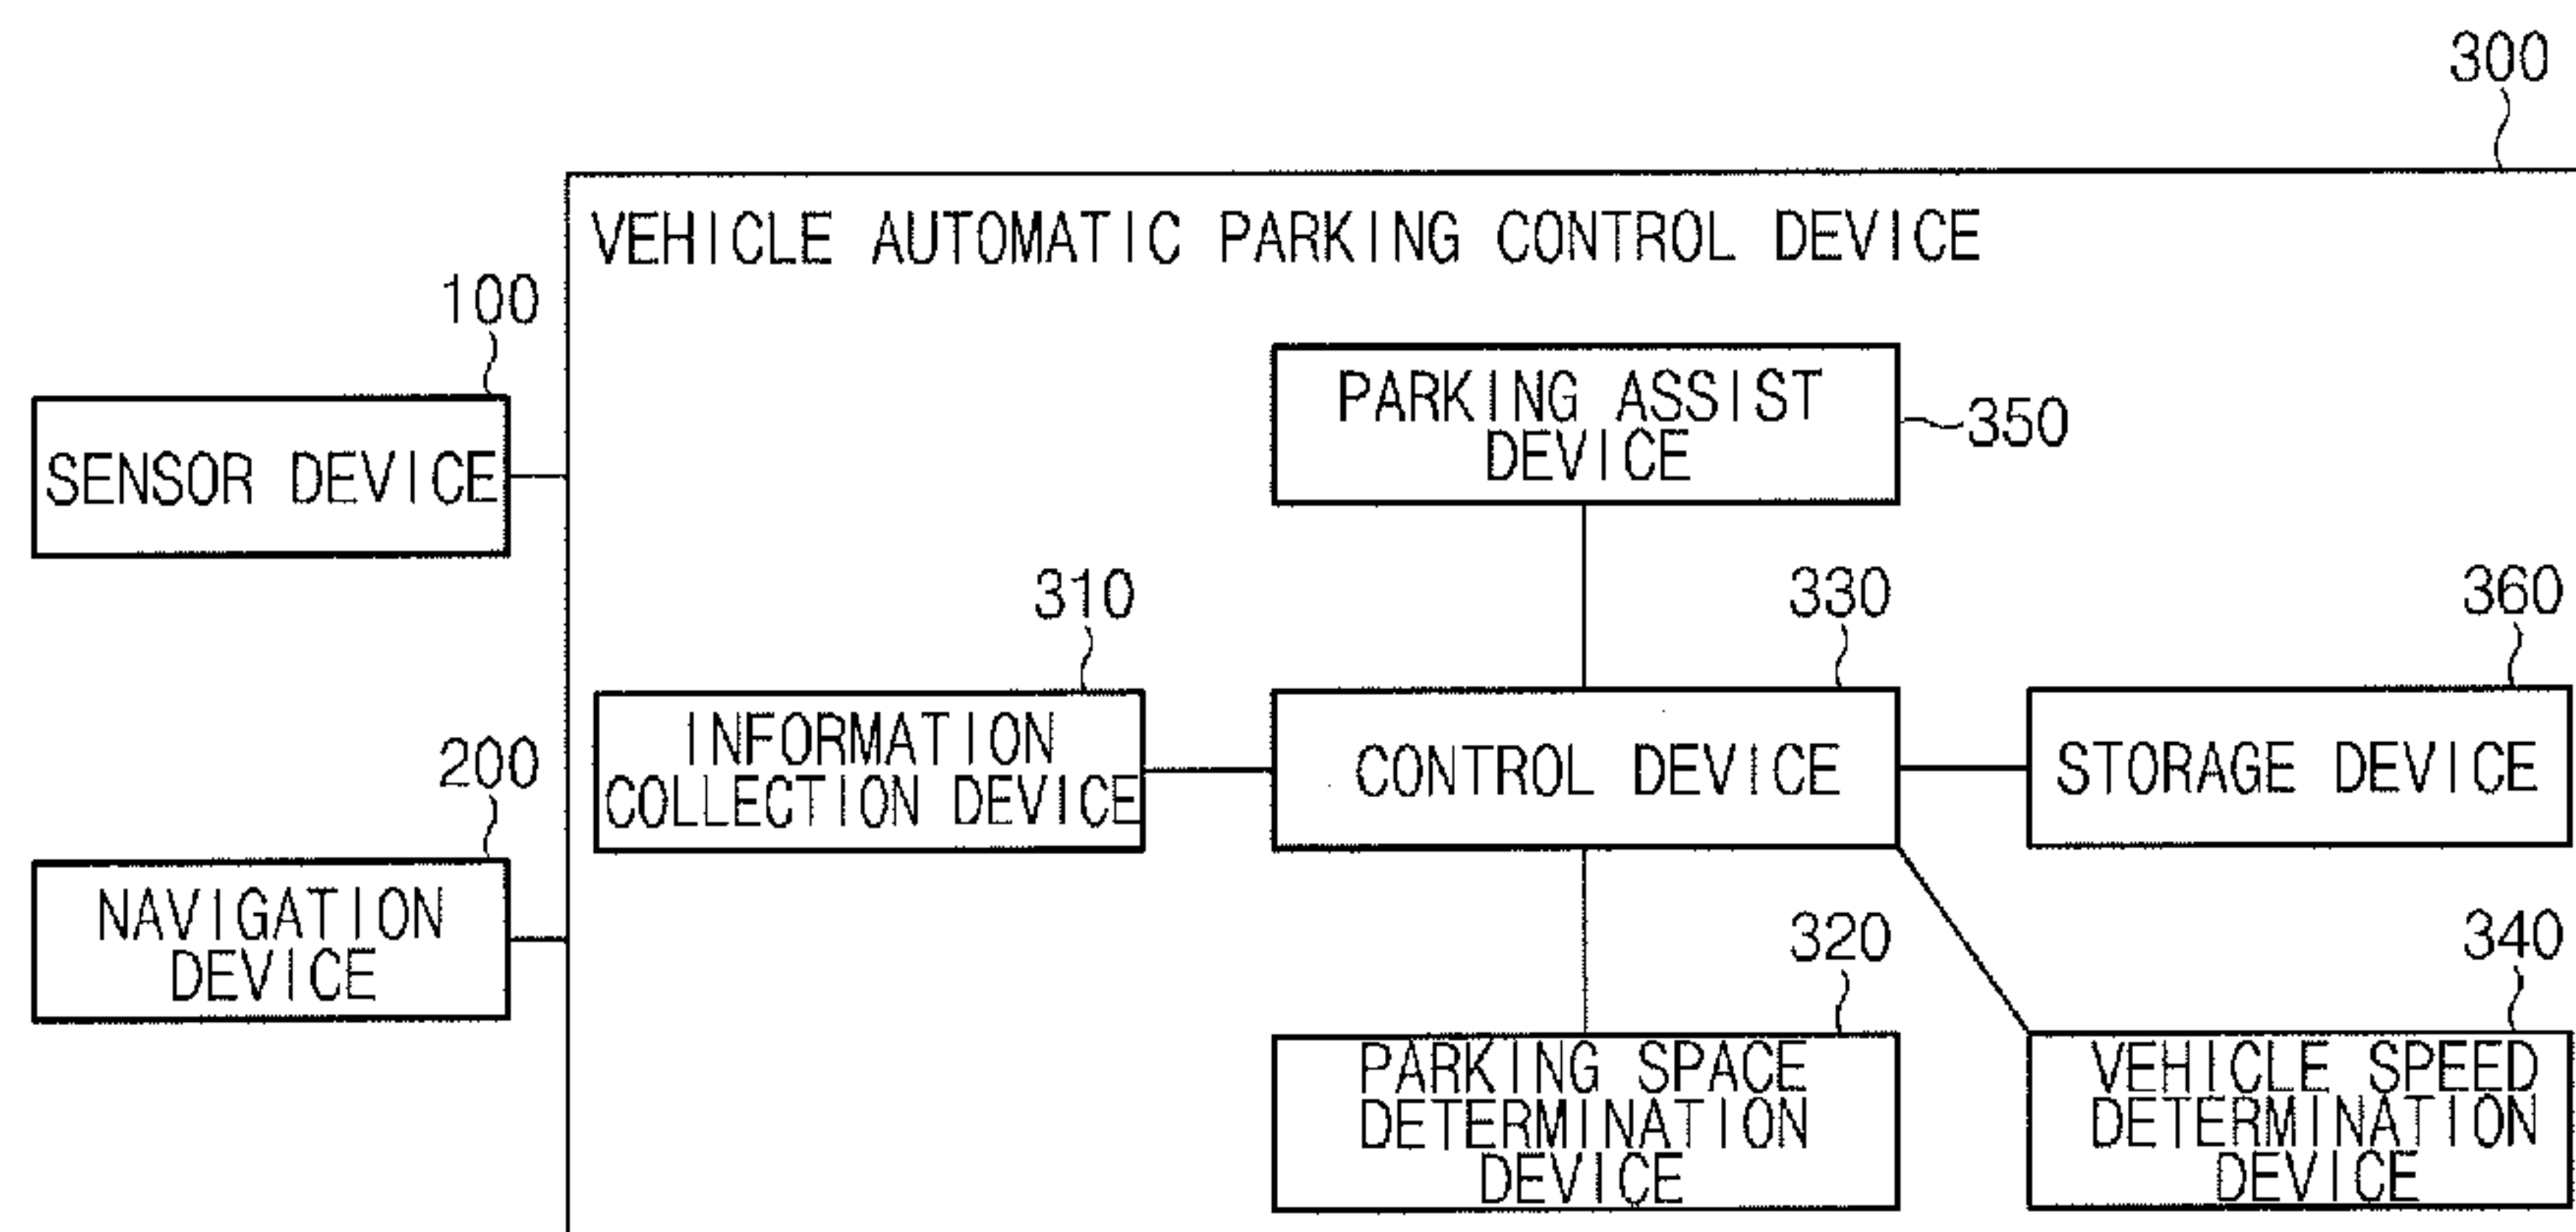 300
VEHICLE AUTOMATIC PARKING CONTROL DEVICE
100
SENSOR DEVICE
PARKING ASSIST
DEVICE
350
310
INFORMATION
COLLECTION DEVICE
330
CONTROL DEVICE
360
STORAGE DEVICE
200
NAVIGATION
DEVICE
320
PARKING SPACE
DETERMINATION
DEVICE
340
VEHICLE SPEED
DETERMINATION
DEVICE